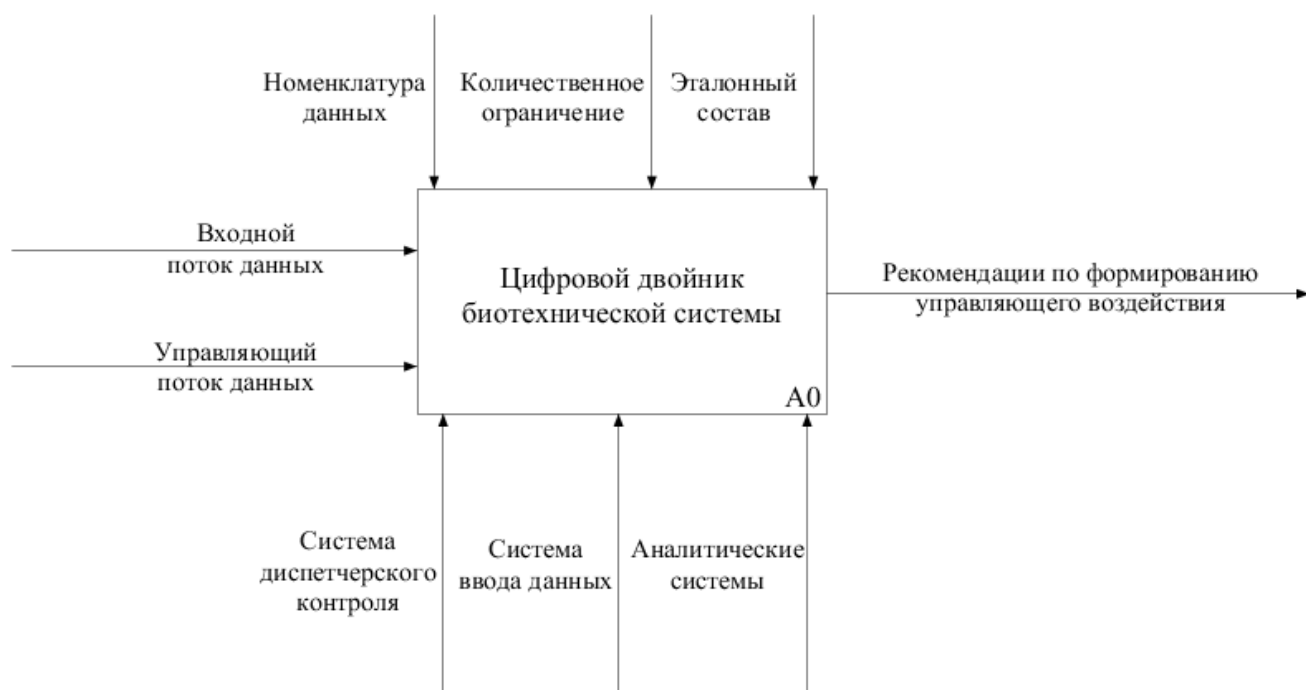 Номенклатура
данных
Количественное
ограничение
Эталонный
состав
Входной
поток данных
Управляющий
поток данных
Цифровой двойник
биотехнической системы
A0
Рекомендации по формированию
управляющего воздействия
Система
диспетчерского
контроля
Система
ввода данных
Аналитические
системы